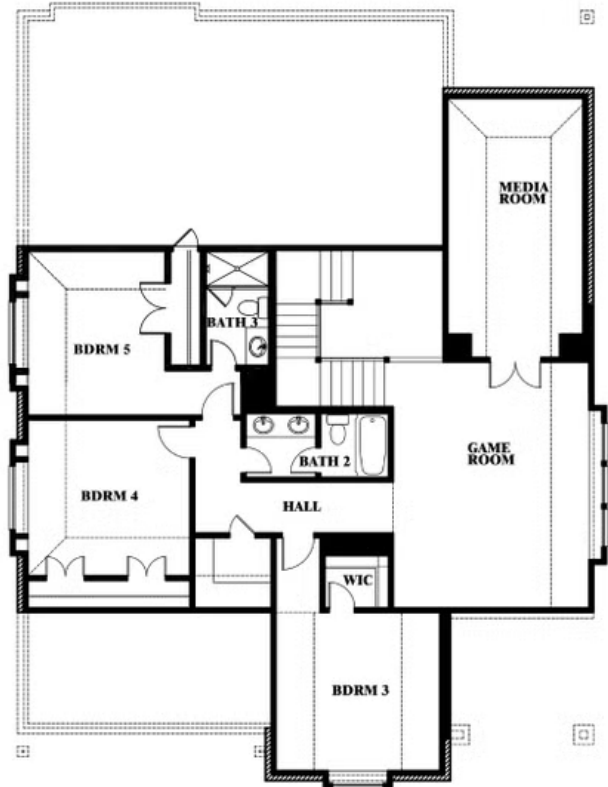 MEDIA
ROOM
BATH 3
BDRM 5
GAME
ROOM
BATH 2
BDRM 4
HALL
WIC
BDRM 3